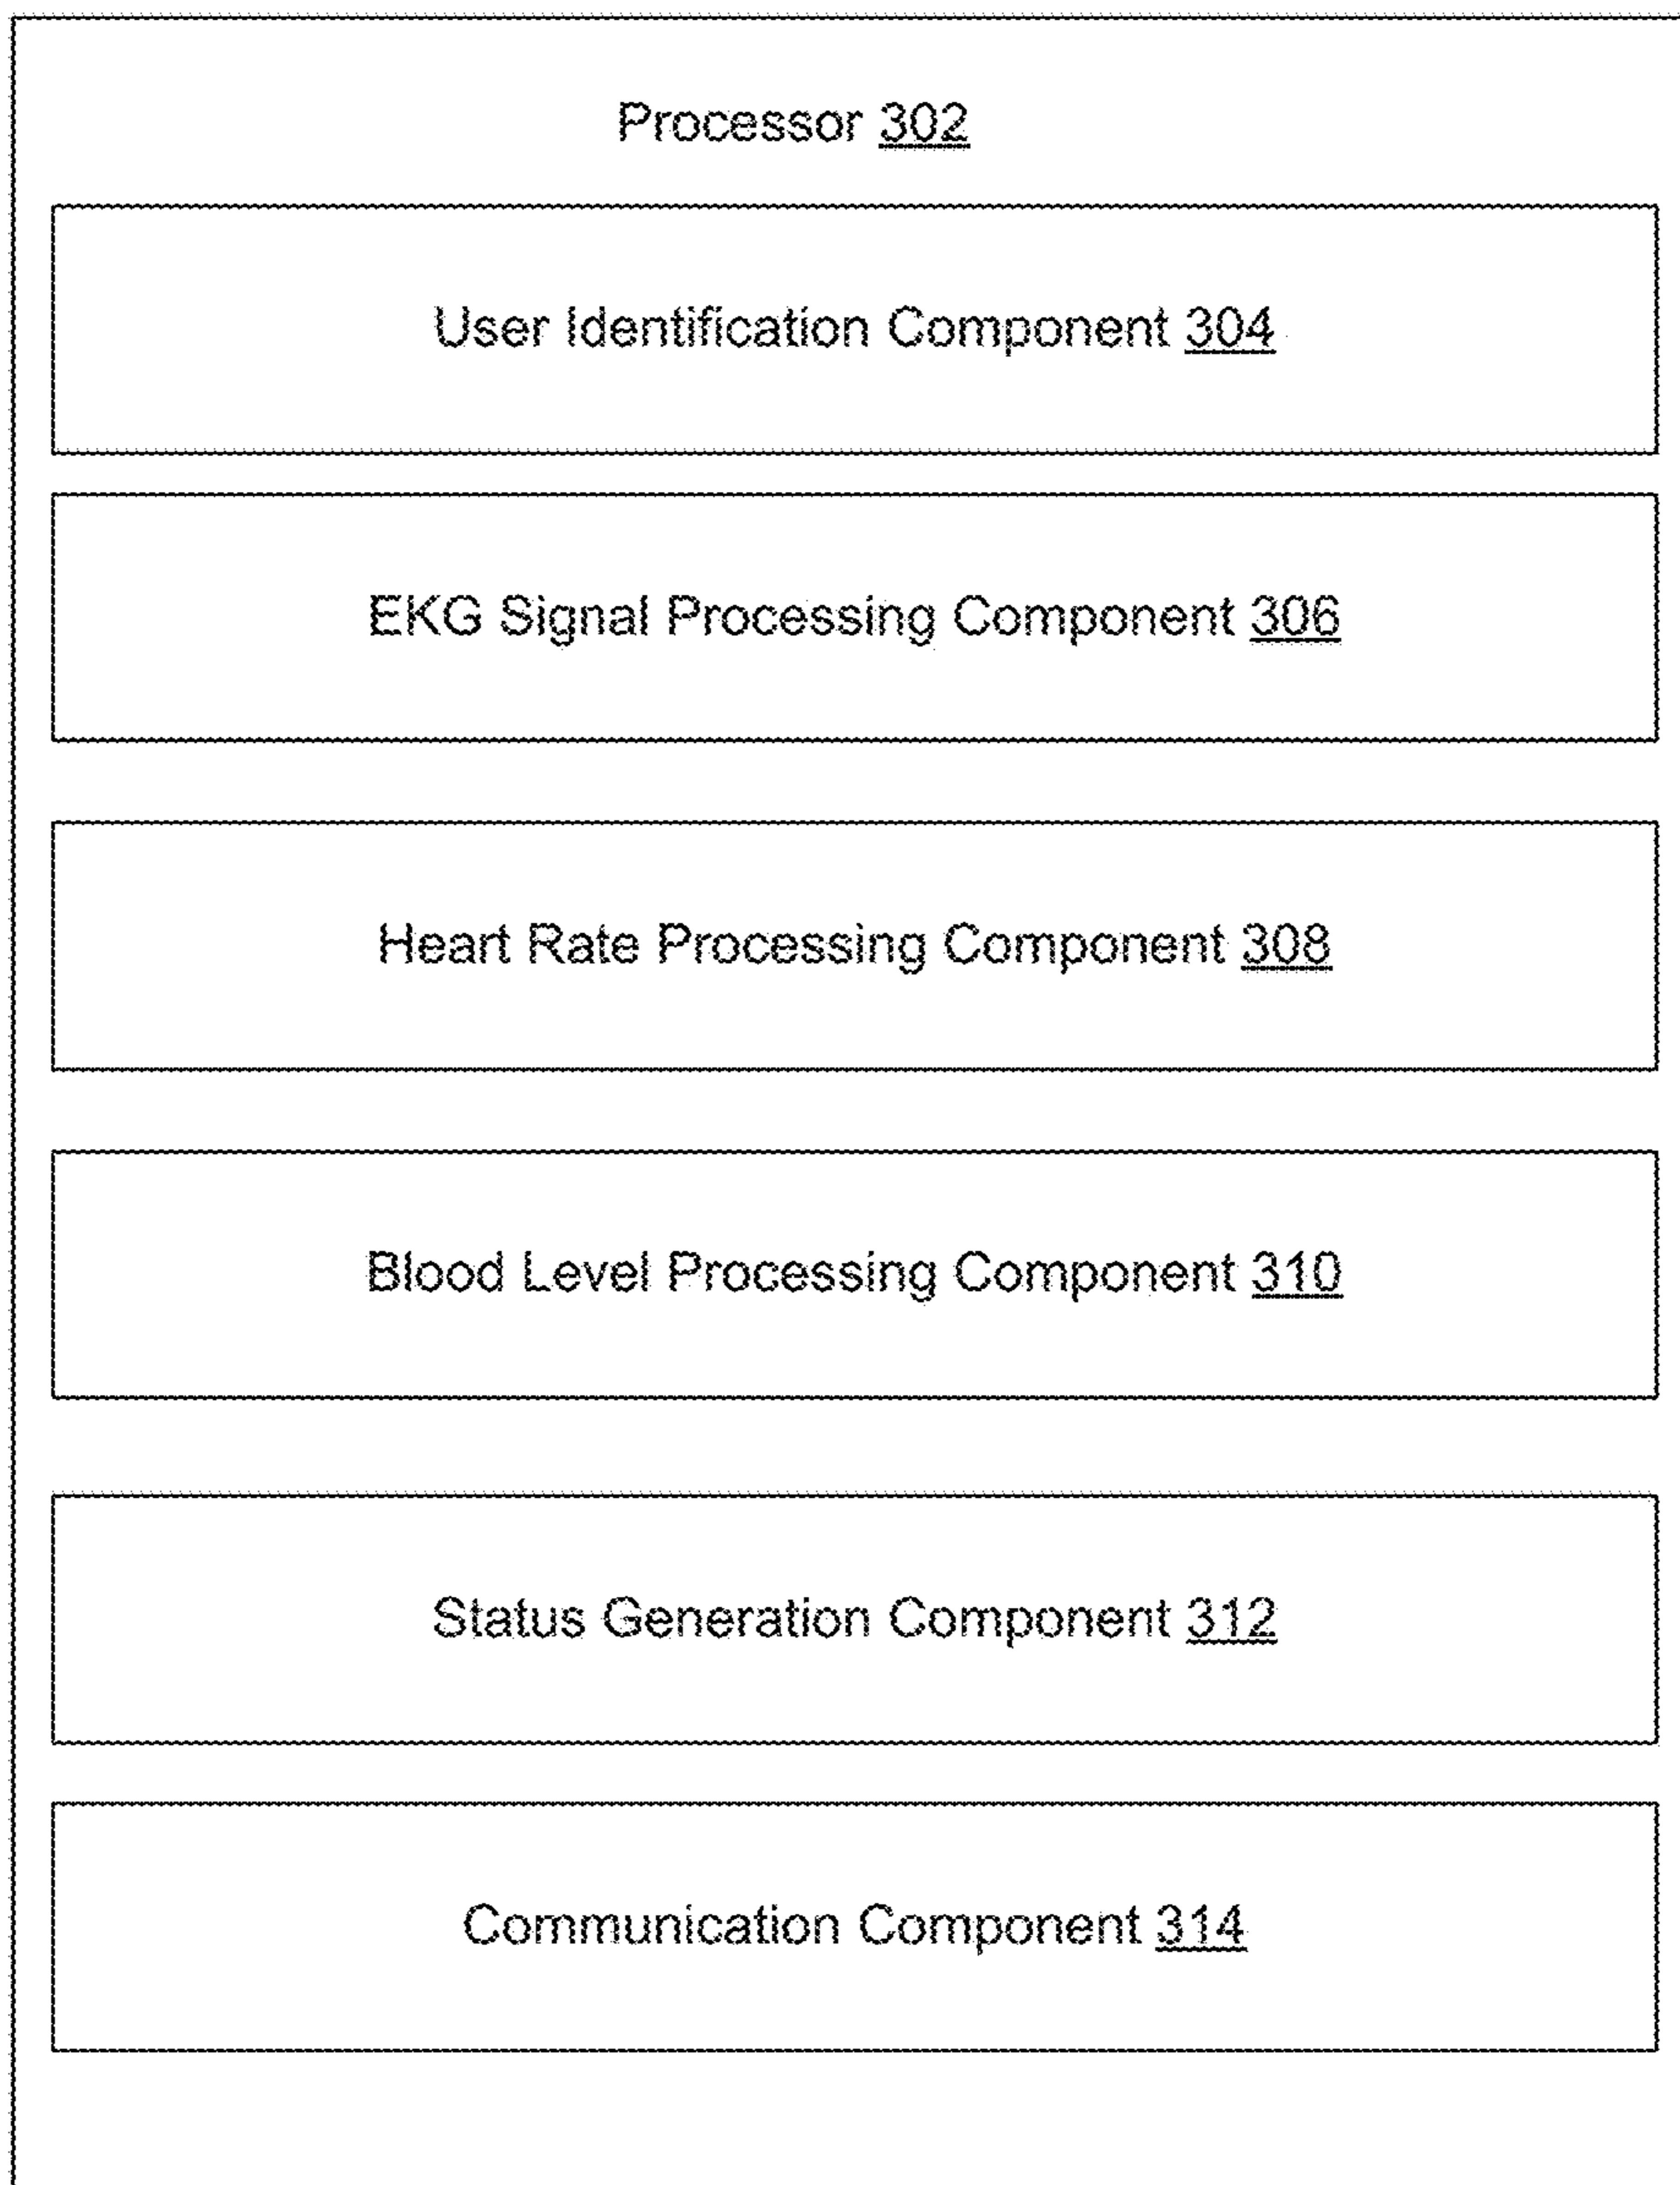 Processor 302
User Identification Component 304
EKG Signal Processing Component 306
Heart Rate Processing Component 308
Blood Level Processing Component 310
Status Generation Component 312
Communication Component 314